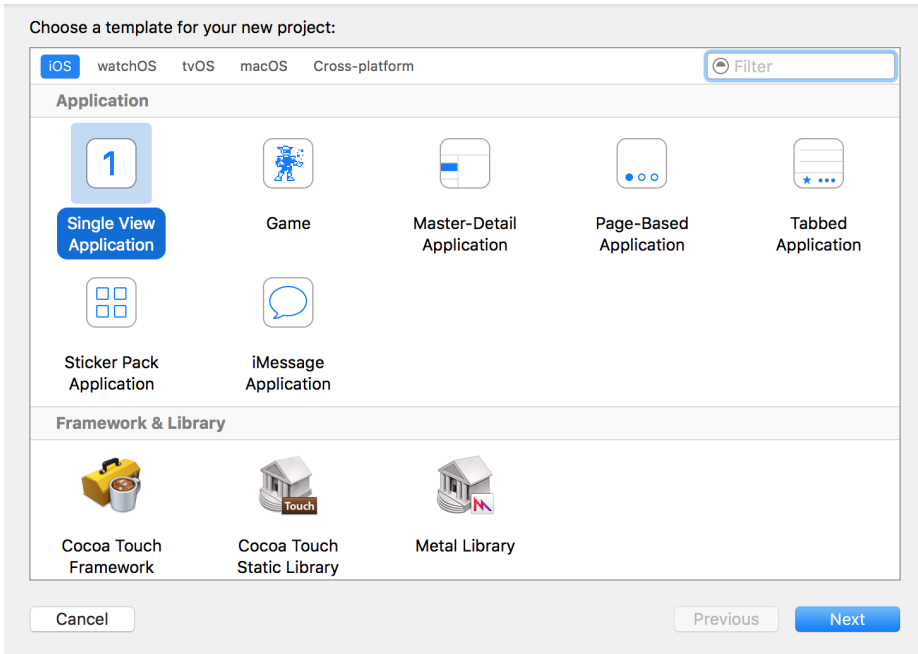 Choose a template for your new project:
iOS watchOS tvOS macOS Cross-platform Filter
Application
1
Single View Application
Game
Master-Detail Application
Page-Based Application
Tabbed Application
Sticker Pack Application
iMessage Application
Framework & Library
Touch
Cocoa Touch Framework
Cocoa Touch Static Library
Metal Library
Cancel Previous Next